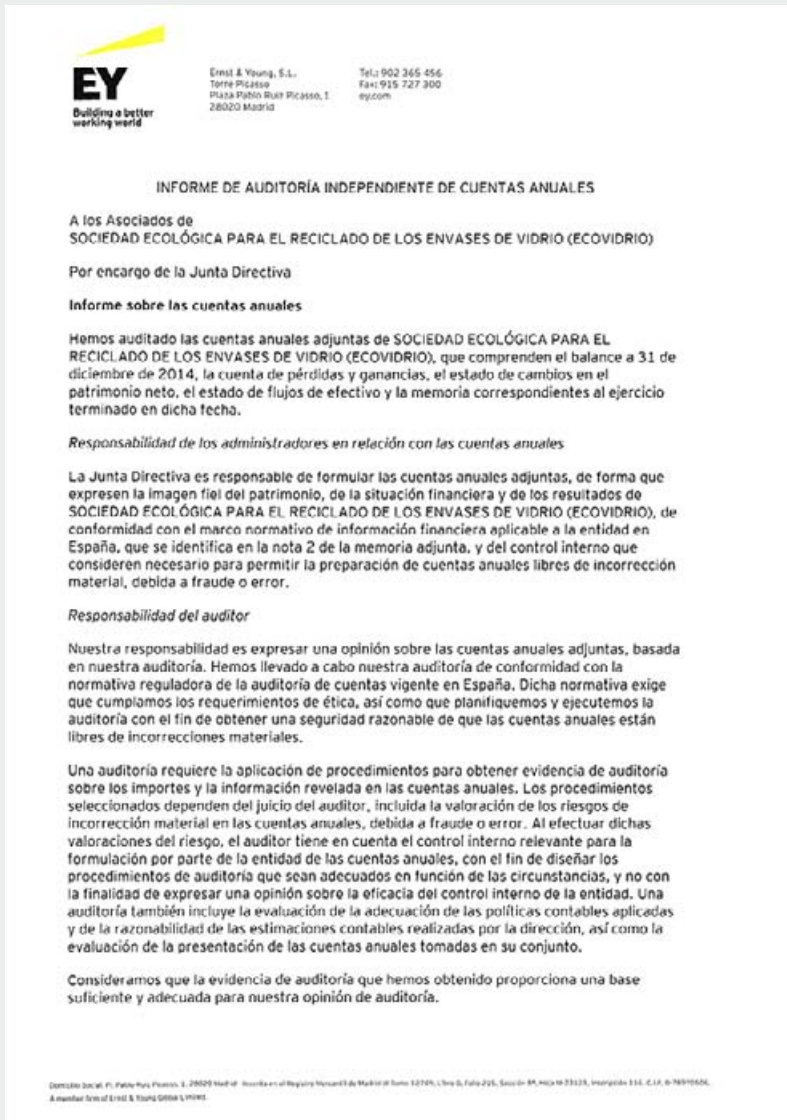 EY
Building a better
working world
Ernst & Young, S.L.
Torre Picasso
Plaza Pablo Ruiz Picasso, 1
28020 Madrid
Tel.: 902 365 456
Fax: 915 727 300
ey.com
INFORME DE AUDITORÍA INDEPENDIENTE DE CUENTAS ANUALES
A los Asociados de
SOCIEDAD ECOLÓGICA PARA EL RECICLADO DE LOS ENVASES DE VIDRIO (ECOVIDRIO)
Por encargo de la Junta Directiva
Informe sobre las cuentas anuales
Hemos auditado las cuentas anuales adjuntas de SOCIEDAD ECOLÓGICA PARA EL
RECICLADO DE LOS ENVASES DE VIDRIO (ECOVIDRIO), que comprenden el balance a 31 de
diciembre de 2014, la cuenta de pérdidas y ganancias, el estado de cambios en el
patrimonio neto, el estado de flujos de efectivo y la memoria correspondientes al ejercicio
terminado en dicha fecha.
Responsabilidad de los administradores en relación con las cuentas anuales
La Junta Directiva es responsable de formular las cuentas anuales adjuntas, de forma que
expresen la imagen fiel del patrimonio, de la situación financiera y de los resultados de
SOCIEDAD ECOLÓGICA PARA EL RECICLADO DE LOS ENVASES DE VIDRIO (ECOVIDRIO), de
conformidad con el marco normativo de información financiera aplicable a la entidad en
España, que se identifica en la nota 2 de la memoria adjunta, y del control interno que
consideren necesario para permitir la preparación de cuentas anuales libres de incorrección
material, debida a fraude o error.
Responsabilidad del auditor
Nuestra responsabilidad es expresar una opinión sobre las cuentas anuales adjuntas, basada
en nuestra auditoría. Hemos llevado a cabo nuestra auditoría de conformidad con la
normativa reguladora de la auditoría de cuentas vigente en España. Dicha normativa exige
que cumplamos los requerimientos de ética, así como que planifiquemos y ejecutemos la
auditoría con el fin de obtener una seguridad razonable de que las cuentas anuales están
libres de incorrecciones materiales.
Una auditoría requiere la aplicación de procedimientos para obtener evidencia de auditoría
sobre los importes y la información revelada en las cuentas anuales. Los procedimientos
seleccionados dependen del juicio del auditor, incluida la valoración de los riesgos de
incorrección material en las cuentas anuales, debida a fraude o error. Al efectuar dichas
valoraciones del riesgo, el auditor tiene en cuenta el control interno relevante para la
formulación por parte de la entidad de las cuentas anuales, con el fin de diseñar los
procedimientos de auditoría que sean adecuados en función de las circunstancias, y no con
la finalidad de expresar una opinión sobre la eficacia del control interno de la entidad. Una
auditoría también incluye la evaluación de la adecuación de las políticas contables aplicadas
y de la razonabilidad de las estimaciones contables realizadas por la dirección, así como la
evaluación de la presentación de las cuentas anuales tomadas en su conjunto.
Consideramos que la evidencia de auditoría que hemos obtenido proporciona una base
suficiente y adecuada para nuestra opinión de auditoría.
Domicilio Social: Pl. Pablo Ruiz Picasso, 1. 28020 Madrid
A member firm of Ernst & Young Global Limited.